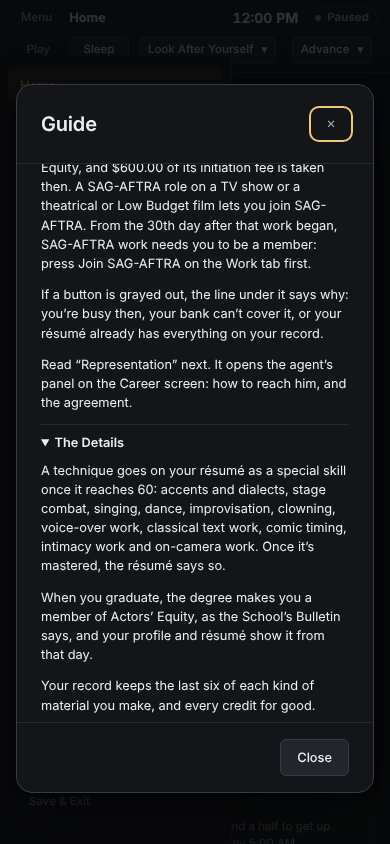 Menu Home 12:00 PM Paused
Play Sleep Look After Yourself ▾ Advance ▾
Guide
×
Equity, and $600.00 of its initiation fee is taken
then. A SAG-AFTRA role on a TV show or a
theatrical or Low Budget film lets you join SAG-
AFTRA. From the 30th day after that work began,
SAG-AFTRA work needs you to be a member:
press Join SAG-AFTRA on the Work tab first.
If a button is grayed out, the line under it says why:
you’re busy then, your bank can’t cover it, or your
résumé already has everything on your record.
Read “Representation” next. It opens the agent’s
panel on the Career screen: how to reach him, and
the agreement.
▼ The Details
A technique goes on your résumé as a special skill
once it reaches 60: accents and dialects, stage
combat, singing, dance, improvisation, clowning,
voice-over work, classical text work, comic timing,
intimacy work and on-camera work. Once it’s
mastered, the résumé says so.
When you graduate, the degree makes you a
member of Actors’ Equity, as the School’s Bulletin
says, and your profile and résumé show it from
that day.
Your record keeps the last six of each kind of
material you make, and every credit for good.
Close
Save & Exit
nd a half to get up.
5:00 AM